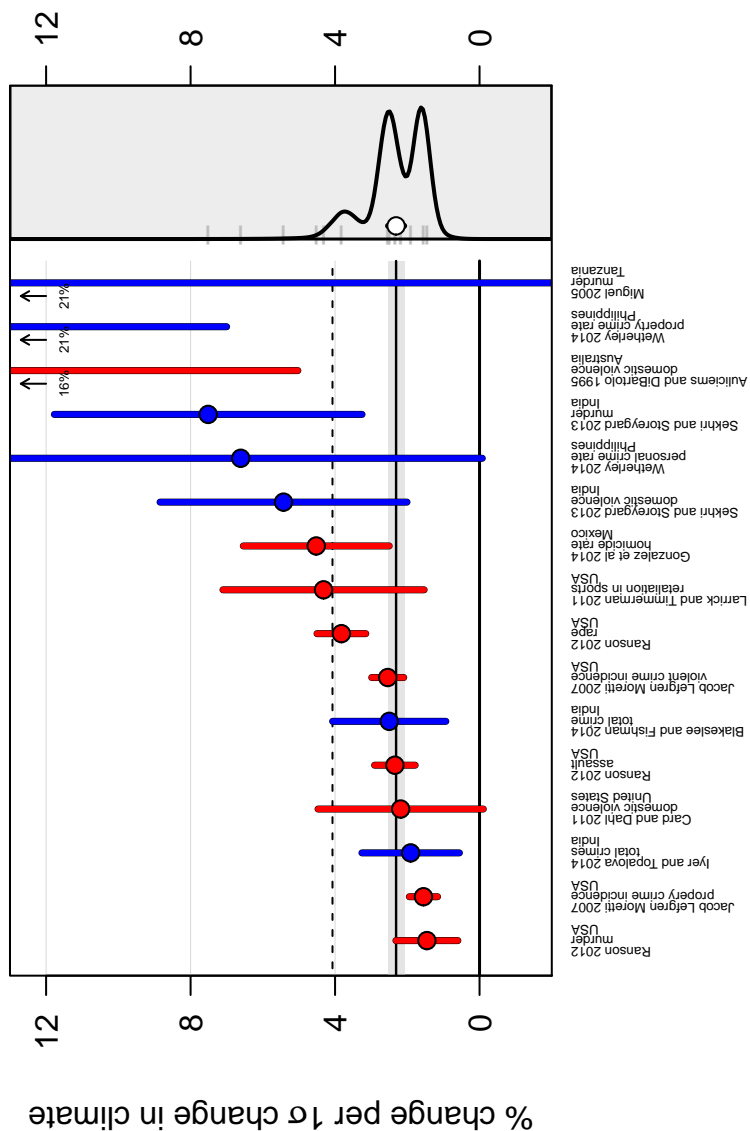 % change per 1σ change in climate
12
8
4
0
12
4
0
16%
21%
21%
Ranson 2012
murder
USA
Jacob Lefgren Moretti 2007
propery crime incidence
USA
Iyer and Topalova 2014
total crimes
India
Card and Dahl 2011
domestic violence
United States
Ranson 2012
assault
USA
Blakeslee and Fishman 2014
total crime
India
Jacob Lefgren Moretti 2007
violent crime incidence
USA
Ranson 2012
rape
USA
Larrick and Timmerman 2011
retaliation in sports
USA
Gonzalez et al 2014
homicide rate
Mexico
Sekhri and Storeygard 2013
domestic violence
India
Wetherley 2014
personal crime rate
Philippines
Sekhri and Storeygard 2013
murder
India
Auliciems and DiBartolo 1995
domestic violence
Australia
Wetherley 2014
property crime rate
Philippines
Miguel 2005
murder
Tanzania